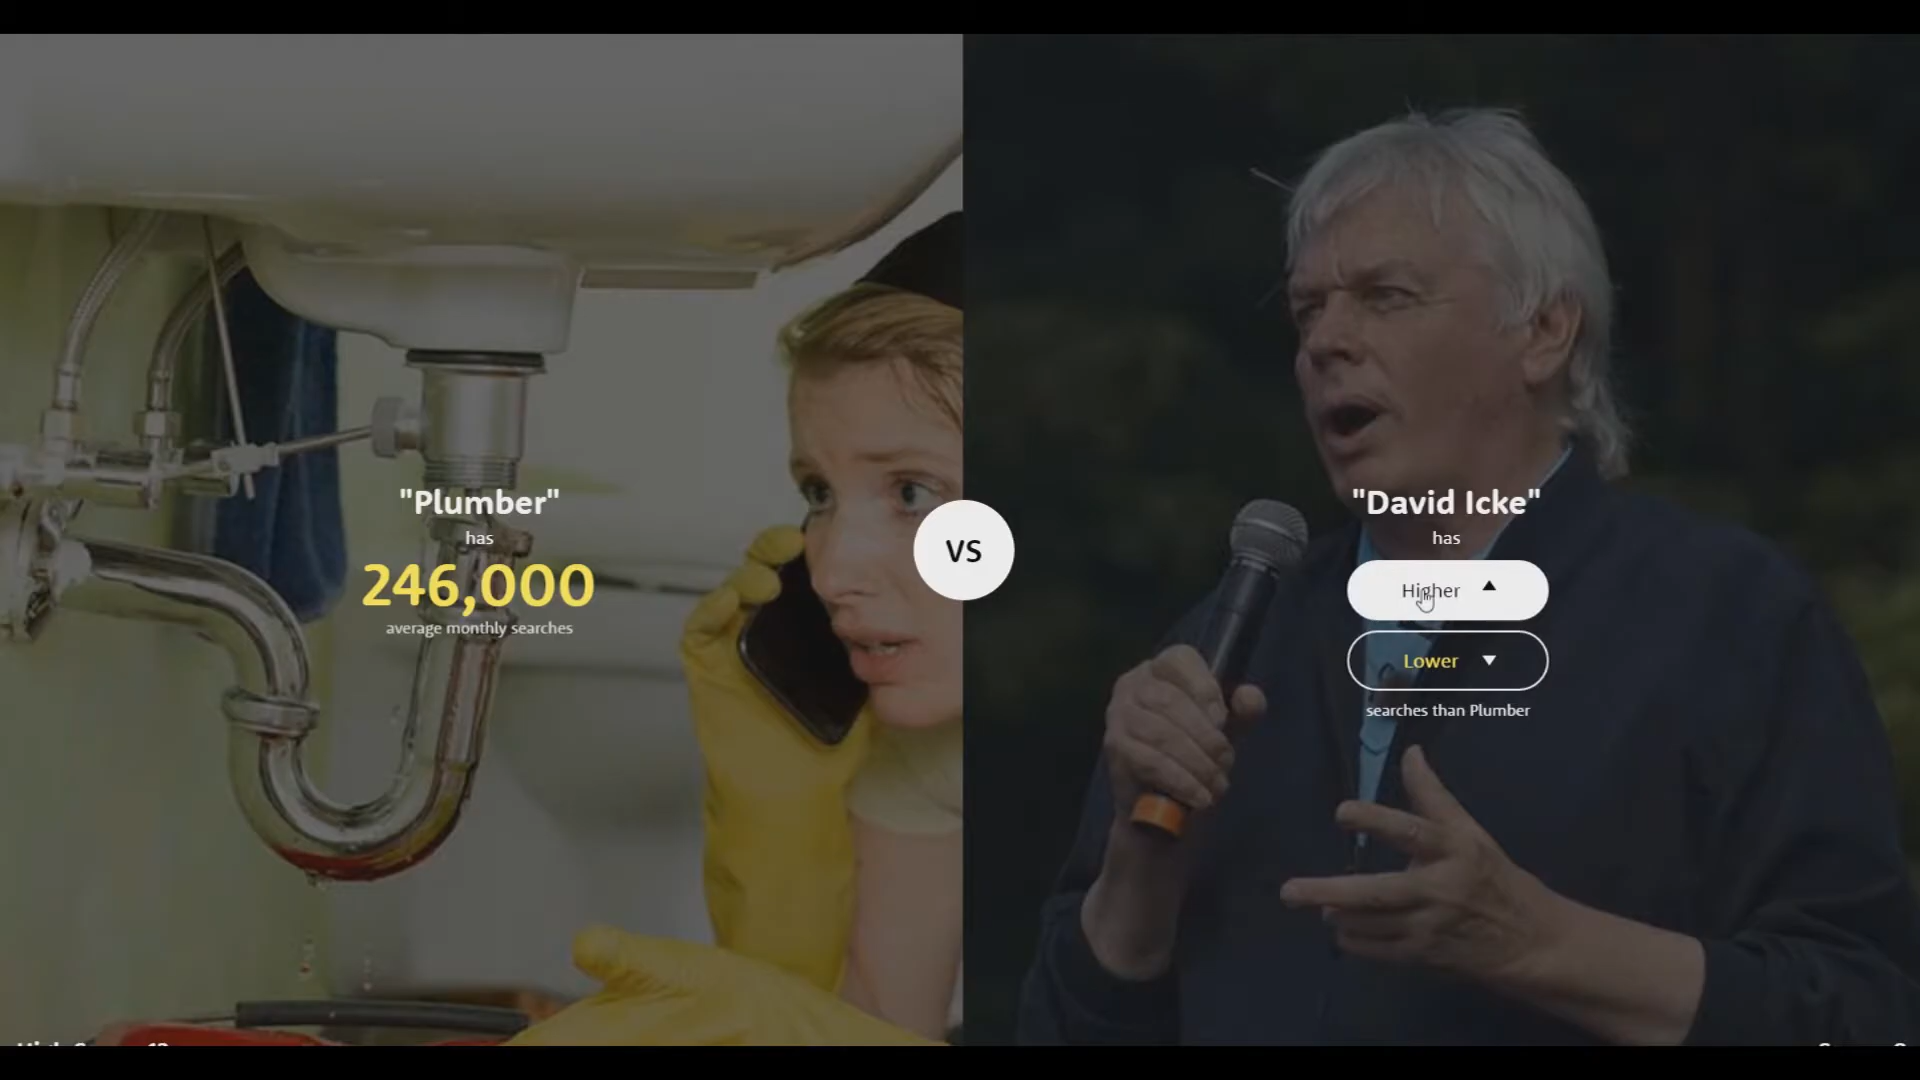 "Plumber"
has
246,000
average monthly searches
VS
"David Icke"
has
Higher
Lower
searches than Plumber